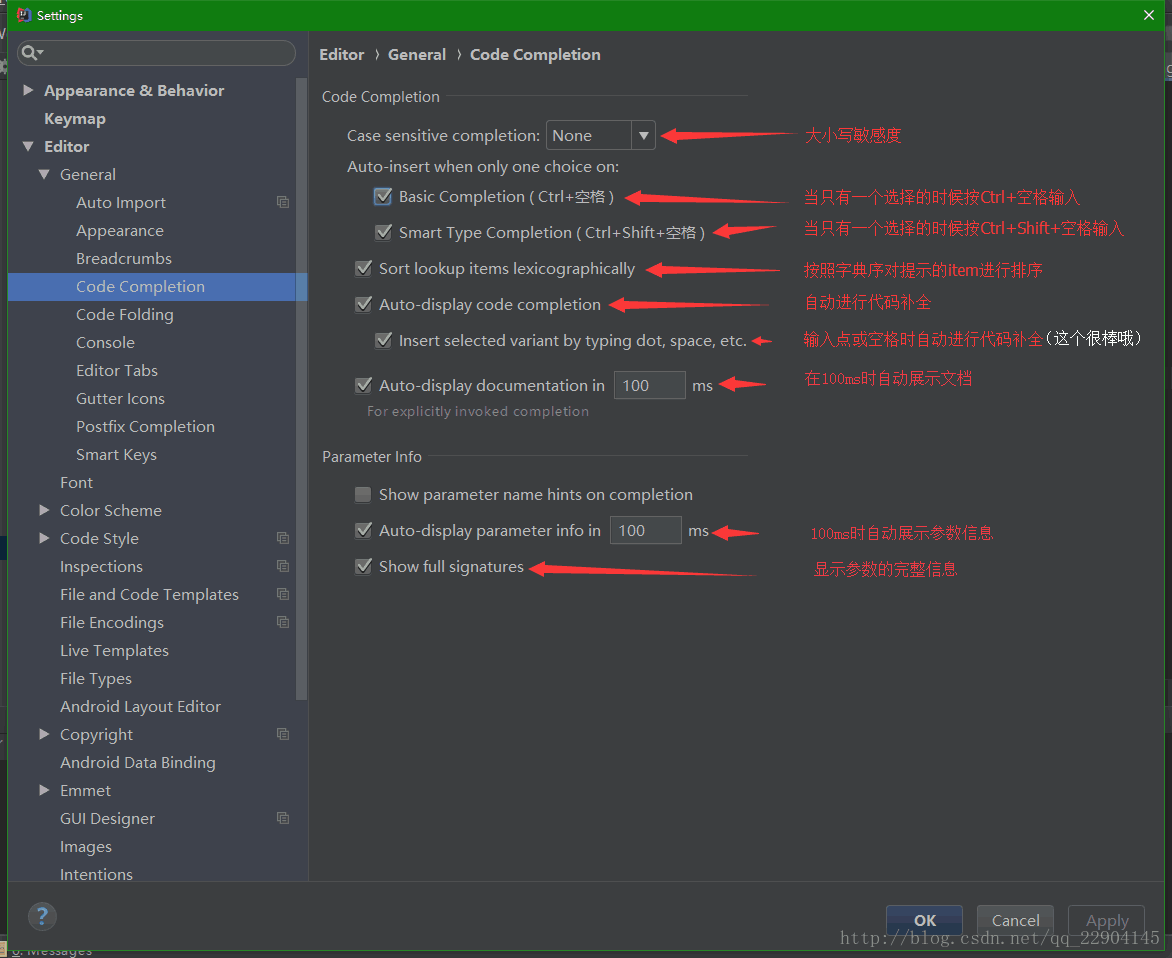 Settings
Editor › General › Code Completion
Appearance & Behavior
Keymap
Editor
General
Auto Import
Appearance
Breadcrumbs
Code Completion
Code Folding
Console
Editor Tabs
Gutter Icons
Postfix Completion
Smart Keys
Font
Color Scheme
Code Style
Inspections
File and Code Templates
File Encodings
Live Templates
File Types
Android Layout Editor
Copyright
Android Data Binding
Emmet
GUI Designer
Images
Intentions
Code Completion
Case sensitive completion: None 大小写敏感度
Auto-insert when only one choice on:
Basic Completion ( Ctrl+空格 ) 当只有一个选择的时候按Ctrl+空格输入
Smart Type Completion ( Ctrl+Shift+空格 ) 当只有一个选择的时候按Ctrl+Shift+空格输入
Sort lookup items lexicographically 按照字典序对提示的item进行排序
Auto-display code completion 自动进行代码补全
Insert selected variant by typing dot, space, etc. 输入点或空格时自动进行代码补全（这个很棒哦）
Auto-display documentation in 100 ms 在100ms时自动展示文档
For explicitly invoked completion
Parameter Info
Show parameter name hints on completion
Auto-display parameter info in 100 ms 100ms时自动展示参数信息
Show full signatures 显示参数的完整信息
? OK Cancel Apply
http://blog.csdn.net/qq_22904145
Messages